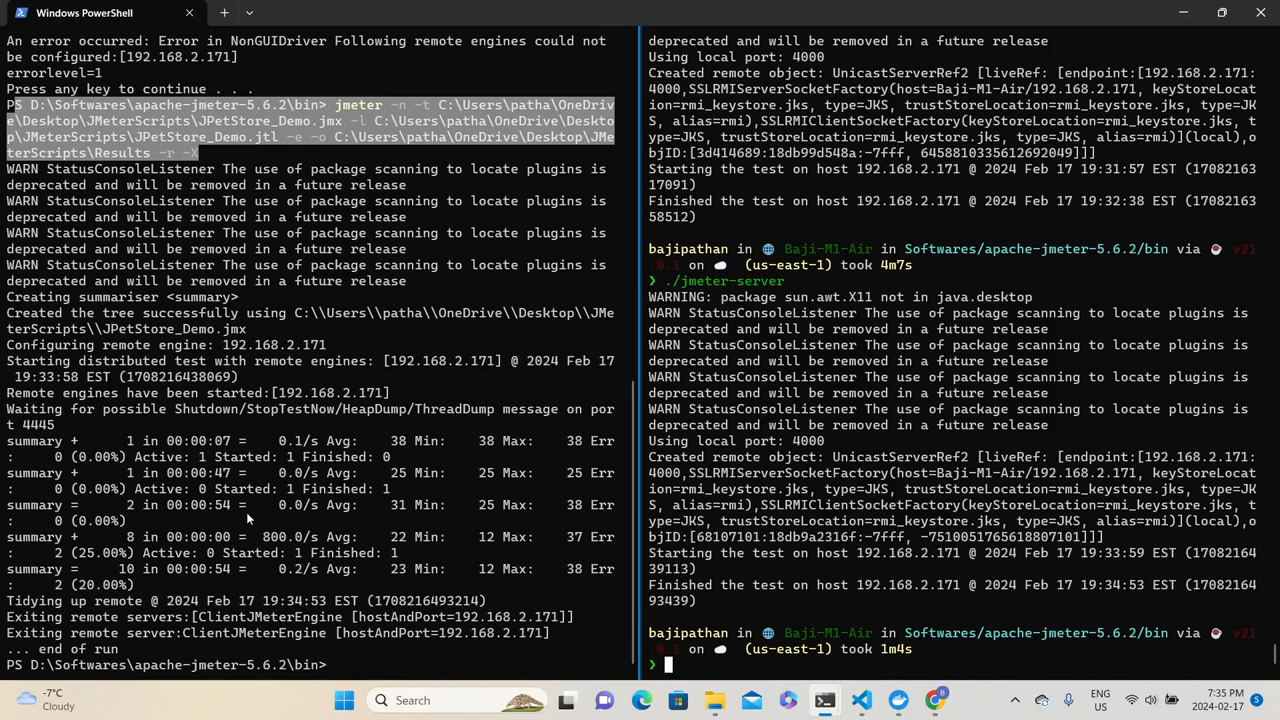 Windows PowerShell
An error occurred: Error in NonGUIDriver Following remote engines could not
be configured:[192.168.2.171]
errorlevel=1
Press any key to continue . . .
PS D:\Softwares\apache-jmeter-5.6.2\bin> jmeter -n -t C:\Users\patha\OneDriv
e\Desktop\JMeterScripts\JPetStore_Demo.jmx -l C:\Users\patha\OneDrive\Deskto
p\JMeterScripts\JPetStore_Demo.jtl -e -o C:\Users\patha\OneDrive\Desktop\JMe
terScripts\Results -r -X
WARN StatusConsoleListener The use of package scanning to locate plugins is
deprecated and will be removed in a future release
WARN StatusConsoleListener The use of package scanning to locate plugins is
deprecated and will be removed in a future release
WARN StatusConsoleListener The use of package scanning to locate plugins is
deprecated and will be removed in a future release
WARN StatusConsoleListener The use of package scanning to locate plugins is
deprecated and will be removed in a future release
Creating summariser <summary>
Created the tree successfully using C:\\Users\\patha\\OneDrive\\Desktop\\JMe
terScripts\\JPetStore_Demo.jmx
Configuring remote engine: 192.168.2.171
Starting distributed test with remote engines: [192.168.2.171] @ 2024 Feb 17
19:33:58 EST (1708216438069)
Remote engines have been started:[192.168.2.171]
Waiting for possible Shutdown/StopTestNow/HeapDump/ThreadDump message on por
t 4445
summary + 1 in 00:00:07 = 0.1/s Avg: 38 Min: 38 Max: 38 Err
: 0 (0.00%) Active: 1 Started: 1 Finished: 0
summary + 1 in 00:00:47 = 0.0/s Avg: 25 Min: 25 Max: 25 Err
: 0 (0.00%) Active: 0 Started: 1 Finished: 1
summary = 2 in 00:00:54 = 0.0/s Avg: 31 Min: 25 Max: 38 Err
: 0 (0.00%)
summary + 8 in 00:00:00 = 800.0/s Avg: 22 Min: 12 Max: 37 Err
: 2 (25.00%) Active: 0 Started: 1 Finished: 1
summary = 10 in 00:00:54 = 0.2/s Avg: 23 Min: 12 Max: 38 Err
: 2 (20.00%)
Tidying up remote @ 2024 Feb 17 19:34:53 EST (1708216493214)
Exiting remote servers:[ClientJMeterEngine [hostAndPort=192.168.2.171]]
Exiting remote server:ClientJMeterEngine [hostAndPort=192.168.2.171]
... end of run
PS D:\Softwares\apache-jmeter-5.6.2\bin>
deprecated and will be removed in a future release
Using local port: 4000
Created remote object: UnicastServerRef2 [liveRef: [endpoint:[192.168.2.171:
4000,SSLRMIServerSocketFactory(host=Baji-M1-Air/192.168.2.171, keyStoreLocat
ion=rmi_keystore.jks, type=JKS, trustStoreLocation=rmi_keystore.jks, type=JK
S, alias=rmi),SSLRMIClientSocketFactory(keyStoreLocation=rmi_keystore.jks, t
ype=JKS, trustStoreLocation=rmi_keystore.jks, type=JKS, alias=rmi)](local),o
bjID:[3d414689:18db99d548a:-7fff, 6458810335612692049]]]
Starting the test on host 192.168.2.171 @ 2024 Feb 17 19:31:57 EST (17082163
17091)
Finished the test on host 192.168.2.171 @ 2024 Feb 17 19:32:38 EST (17082163
58512)
bajipathan in Baji-M1-Air in Softwares/apache-jmeter-5.6.2/bin via v21
.0.1 on (us-east-1) took 4m7s
❯ ./jmeter-server
WARNING: package sun.awt.X11 not in java.desktop
WARN StatusConsoleListener The use of package scanning to locate plugins is
deprecated and will be removed in a future release
WARN StatusConsoleListener The use of package scanning to locate plugins is
deprecated and will be removed in a future release
WARN StatusConsoleListener The use of package scanning to locate plugins is
deprecated and will be removed in a future release
WARN StatusConsoleListener The use of package scanning to locate plugins is
deprecated and will be removed in a future release
Using local port: 4000
Created remote object: UnicastServerRef2 [liveRef: [endpoint:[192.168.2.171:
4000,SSLRMIServerSocketFactory(host=Baji-M1-Air/192.168.2.171, keyStoreLocat
ion=rmi_keystore.jks, type=JKS, trustStoreLocation=rmi_keystore.jks, type=JK
S, alias=rmi),SSLRMIClientSocketFactory(keyStoreLocation=rmi_keystore.jks, t
ype=JKS, trustStoreLocation=rmi_keystore.jks, type=JKS, alias=rmi)](local),o
bjID:[68107101:18db9a2316f:-7fff, -7510051765618807101]]]
Starting the test on host 192.168.2.171 @ 2024 Feb 17 19:33:59 EST (17082164
39113)
Finished the test on host 192.168.2.171 @ 2024 Feb 17 19:34:53 EST (17082164
93439)
bajipathan in Baji-M1-Air in Softwares/apache-jmeter-5.6.2/bin via v21
.0.1 on (us-east-1) took 1m4s
❯
-7°C
Cloudy
Search
ENG
US
7:35 PM
2024-02-17
5
B